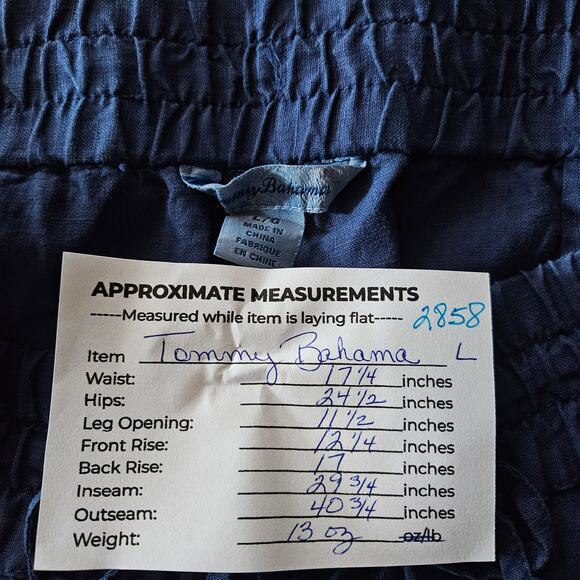 Tommy Bahama
L/G
MADE IN
CHINA
FABRIQUE
EN CHINE
APPROXIMATE MEASUREMENTS
-----Measured while item is laying flat----- 2858
Item Tommy Bahama L
Waist: 17 1/4 inches
Hips: 24 1/2 inches
Leg Opening: 11 1/2 inches
Front Rise: 12 1/4 inches
Back Rise: 17 inches
Inseam: 29 3/4 inches
Outseam: 40 3/4 inches
Weight: 13 oz oz/lb